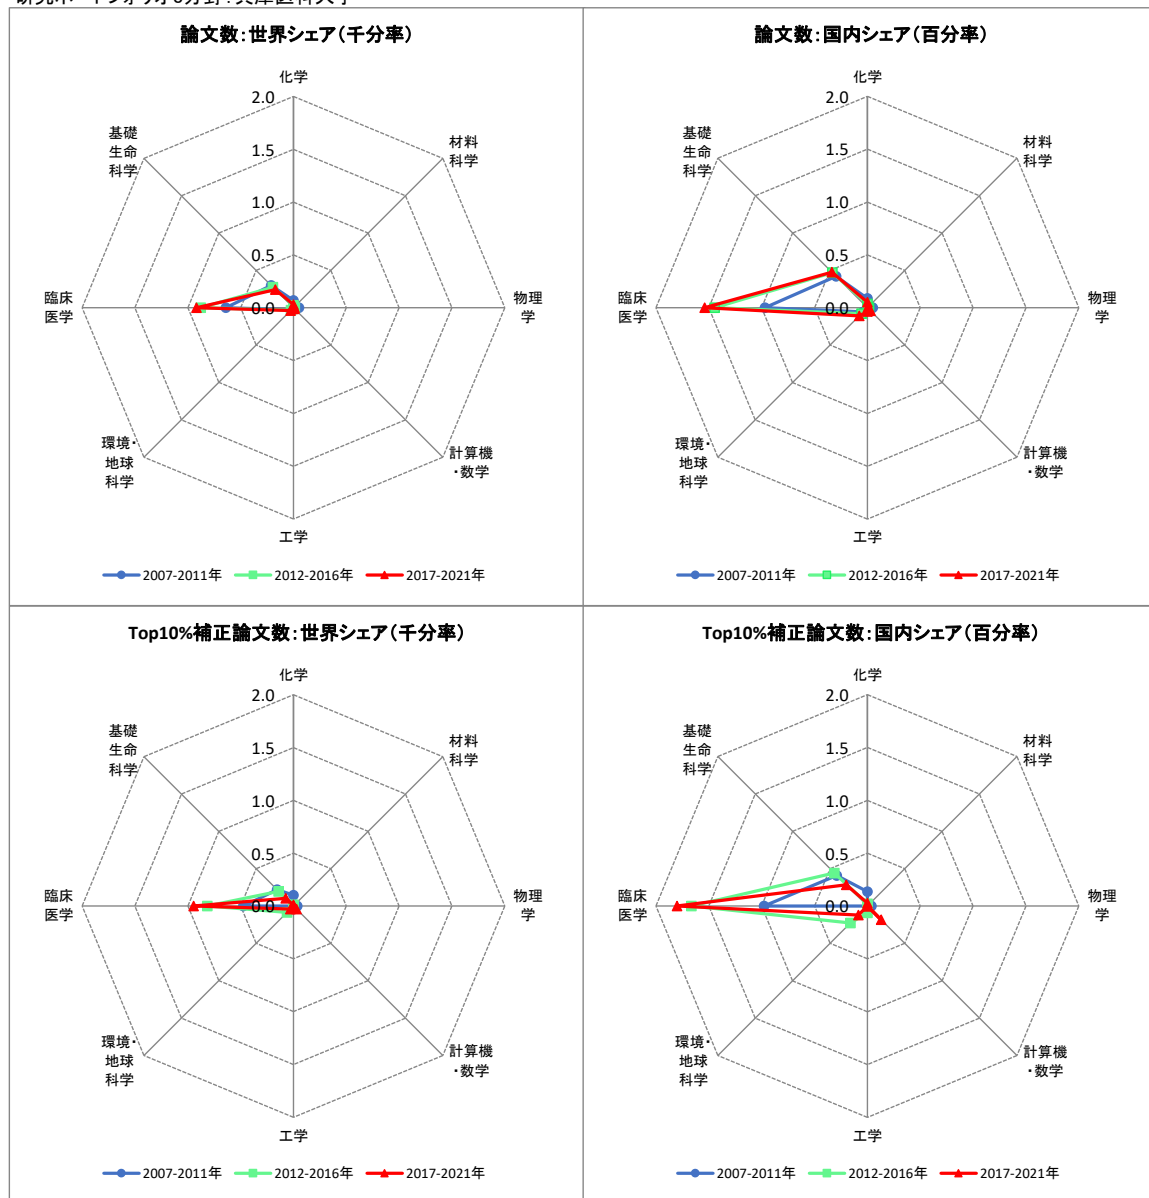 論文数:世界シェア(千分率)
化学
2.0
1.5
1.0
0.5
0.0
材料
科学
物理
学
計算機
・数学
工学
環境・
地球
科学
臨床
医学
基礎
生命
科学
2007-2011年 2012-2016年 2017-2021年
論文数:国内シェア(百分率)
化学
2.0
1.5
1.0
0.5
0.0
材料
科学
物理
学
計算機
・数学
工学
環境・
地球
科学
臨床
医学
基礎
生命
科学
2007-2011年 2012-2016年 2017-2021年
Top10%補正論文数:世界シェア(千分率)
化学
2.0
1.5
1.0
0.5
0.0
材料
科学
物理
学
計算機
・数学
工学
環境・
地球
科学
臨床
医学
基礎
生命
科学
2007-2011年 2012-2016年 2017-2021年
Top10%補正論文数:国内シェア(百分率)
化学
2.0
1.5
1.0
0.5
0.0
材料
科学
物理
学
計算機
・数学
工学
環境・
地球
科学
臨床
医学
基礎
生命
科学
2007-2011年 2012-2016年 2017-2021年